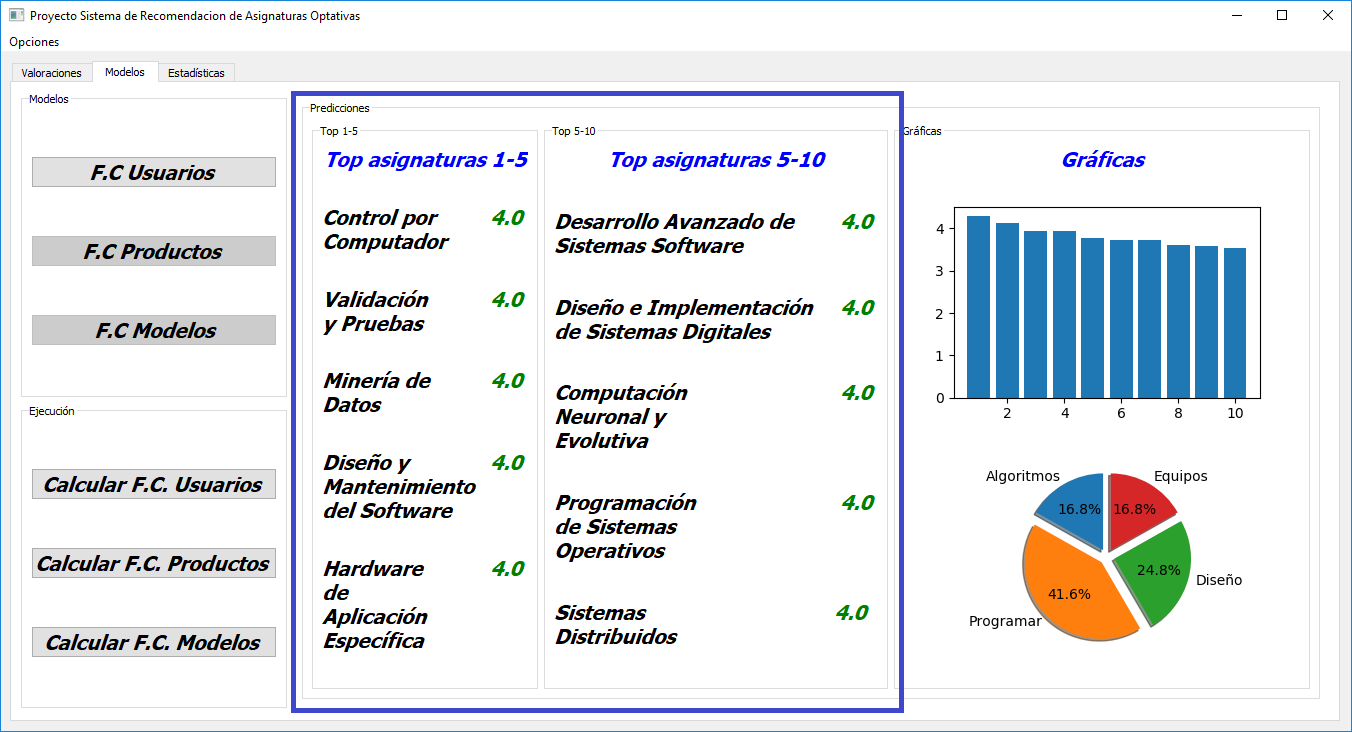 Proyecto Sistema de Recomendacion de Asignaturas Optativas
Opciones
Valoraciones
Modelos
Estadísticas
Modelos
F.C Usuarios
F.C Productos
F.C Modelos
Ejecución
Calcular F.C. Usuarios
Calcular F.C. Productos
Calcular F.C. Modelos
Predicciones
Top 1-5
Top asignaturas 1-5
Control por 4.0
Computador
Validación 4.0
y Pruebas
Minería de 4.0
Datos
Diseño y 4.0
Mantenimiento
del Software
Hardware 4.0
de
Aplicación
Específica
Top 5-10
Top asignaturas 5-10
Desarrollo Avanzado de 4.0
Sistemas Software
Diseño e Implementación 4.0
de Sistemas Digitales
Computación 4.0
Neuronal y
Evolutiva
Programación 4.0
de Sistemas
Operativos
Sistemas 4.0
Distribuidos
Gráficas
Gráficas
4
3
2
1
0
2 4 6 8 10
Algoritmos
Equipos
16.8%
16.8%
24.8%
Diseño
41.6%
Programar